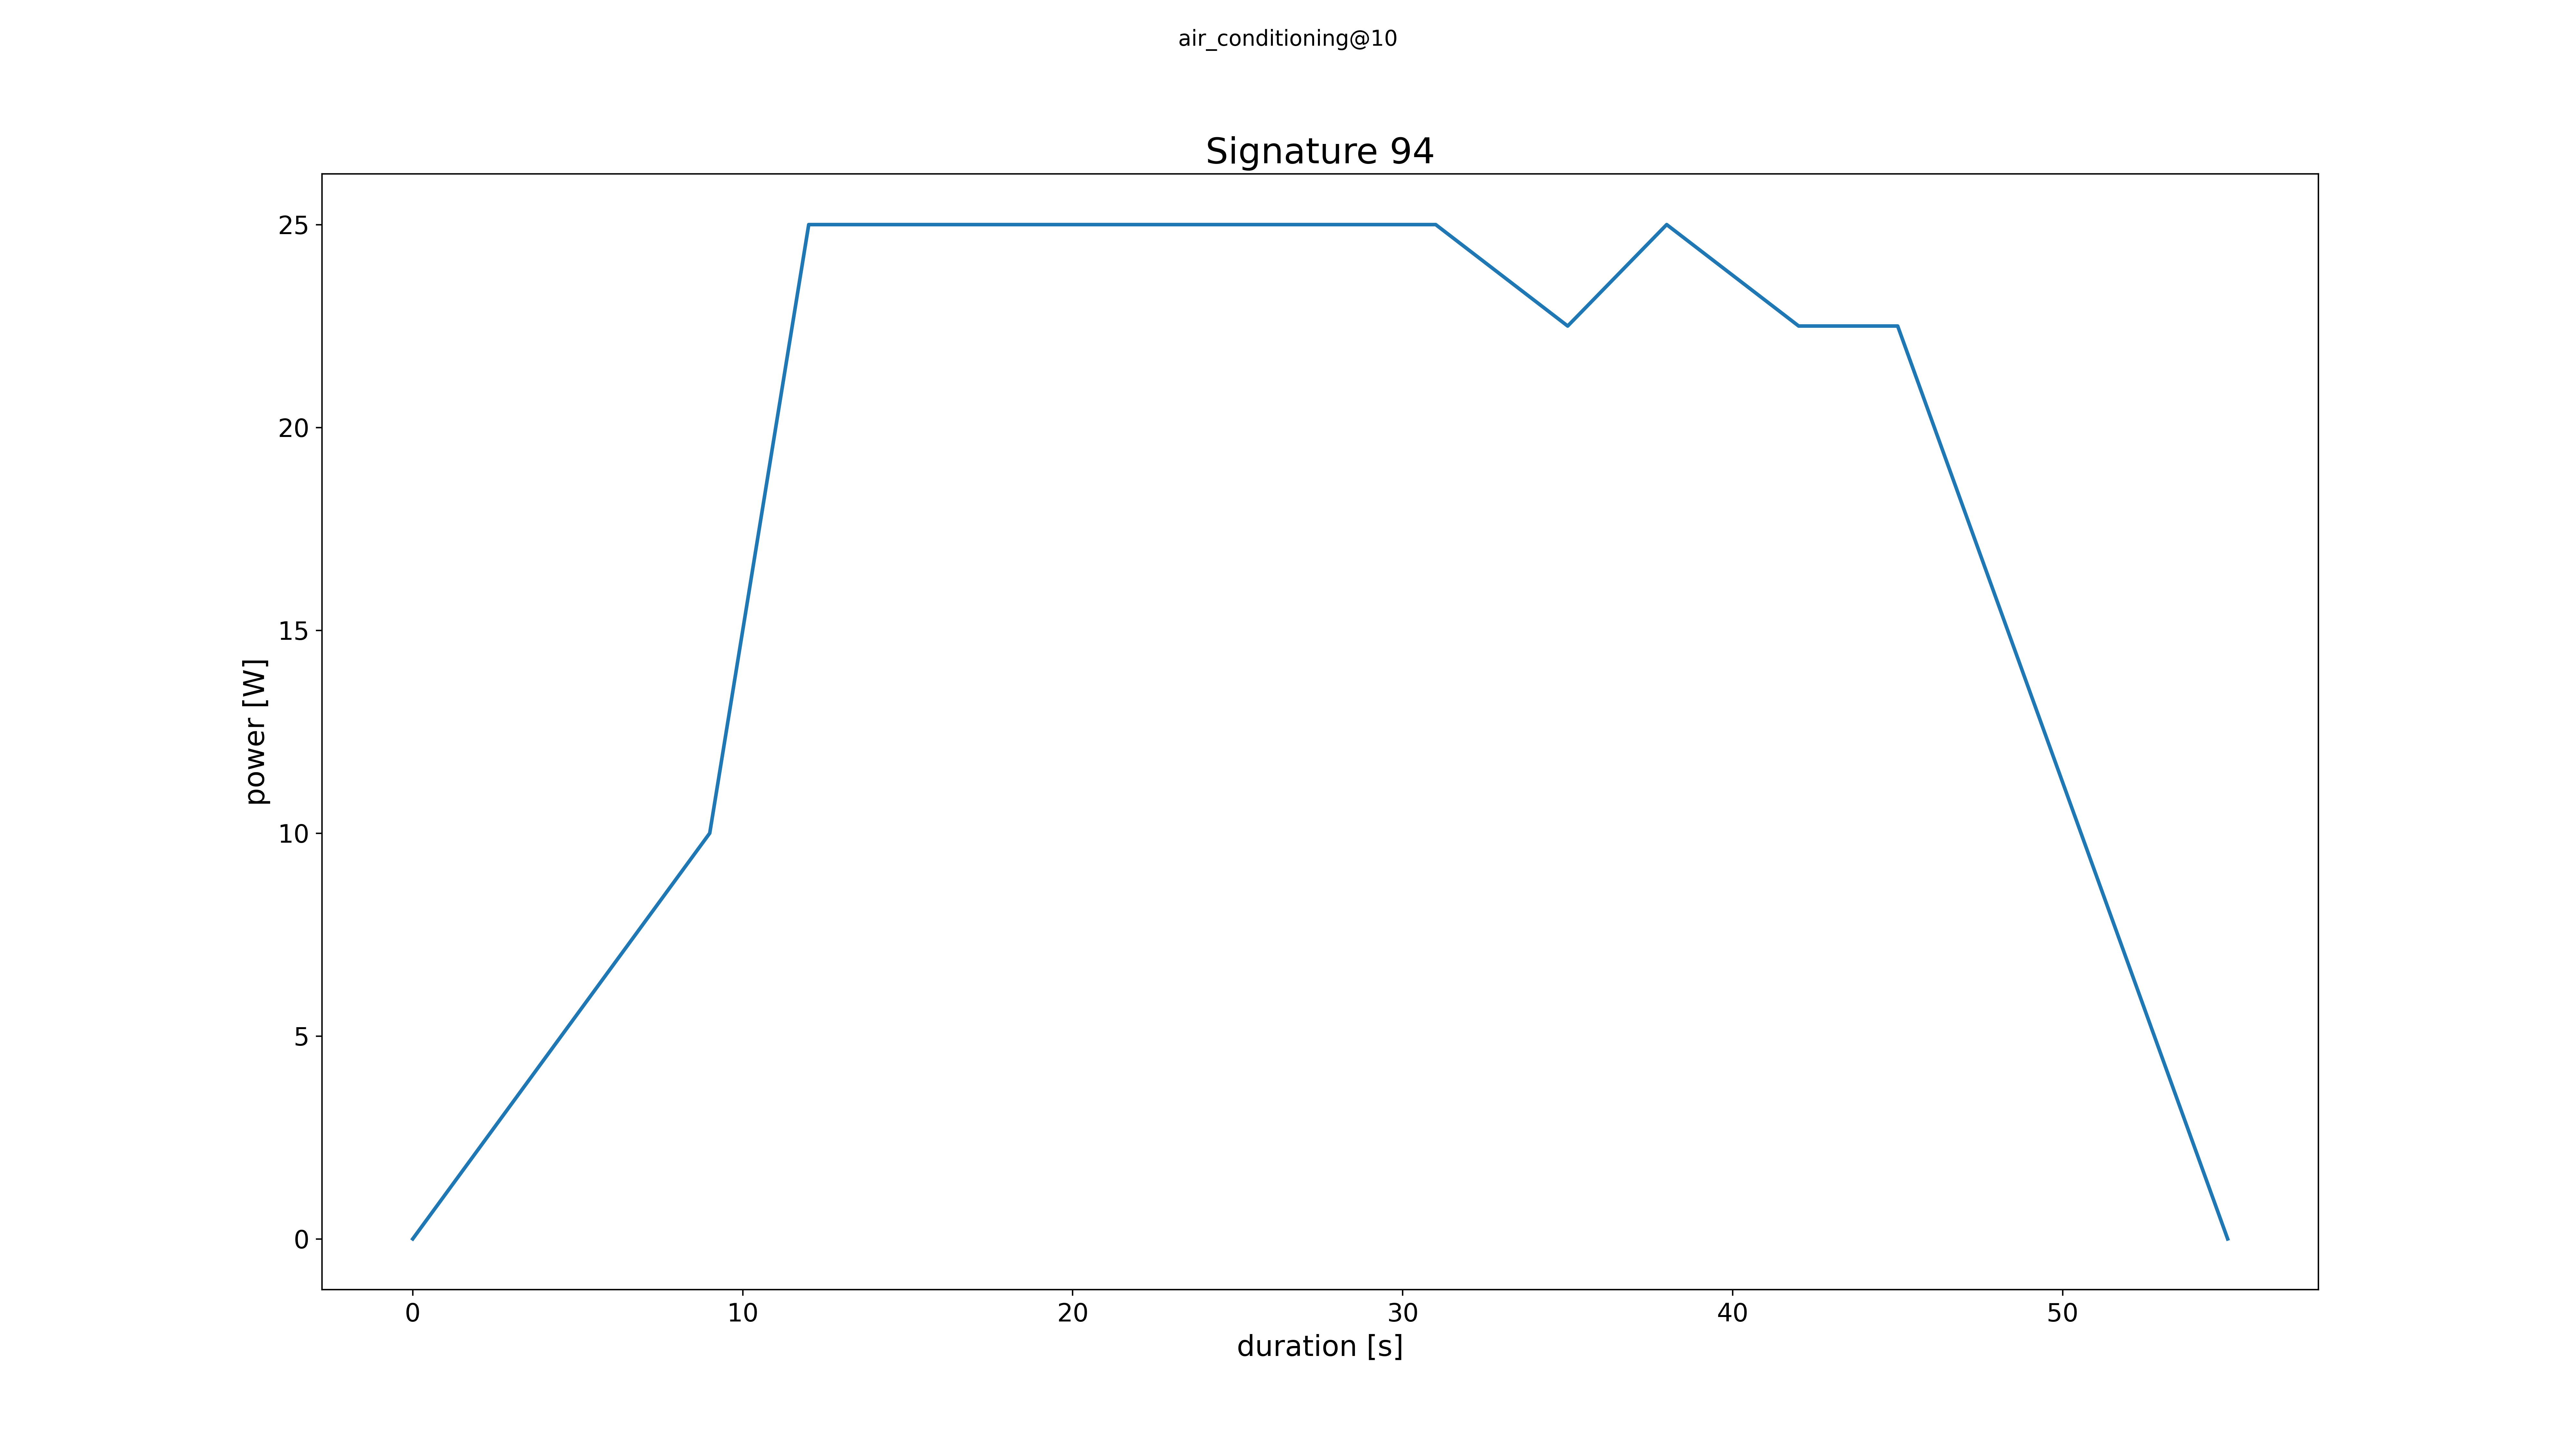 air_conditioning@10
Signature 94
25
20
15
10
5
0
power [W]
0 10 20 30 40 50
duration [s]